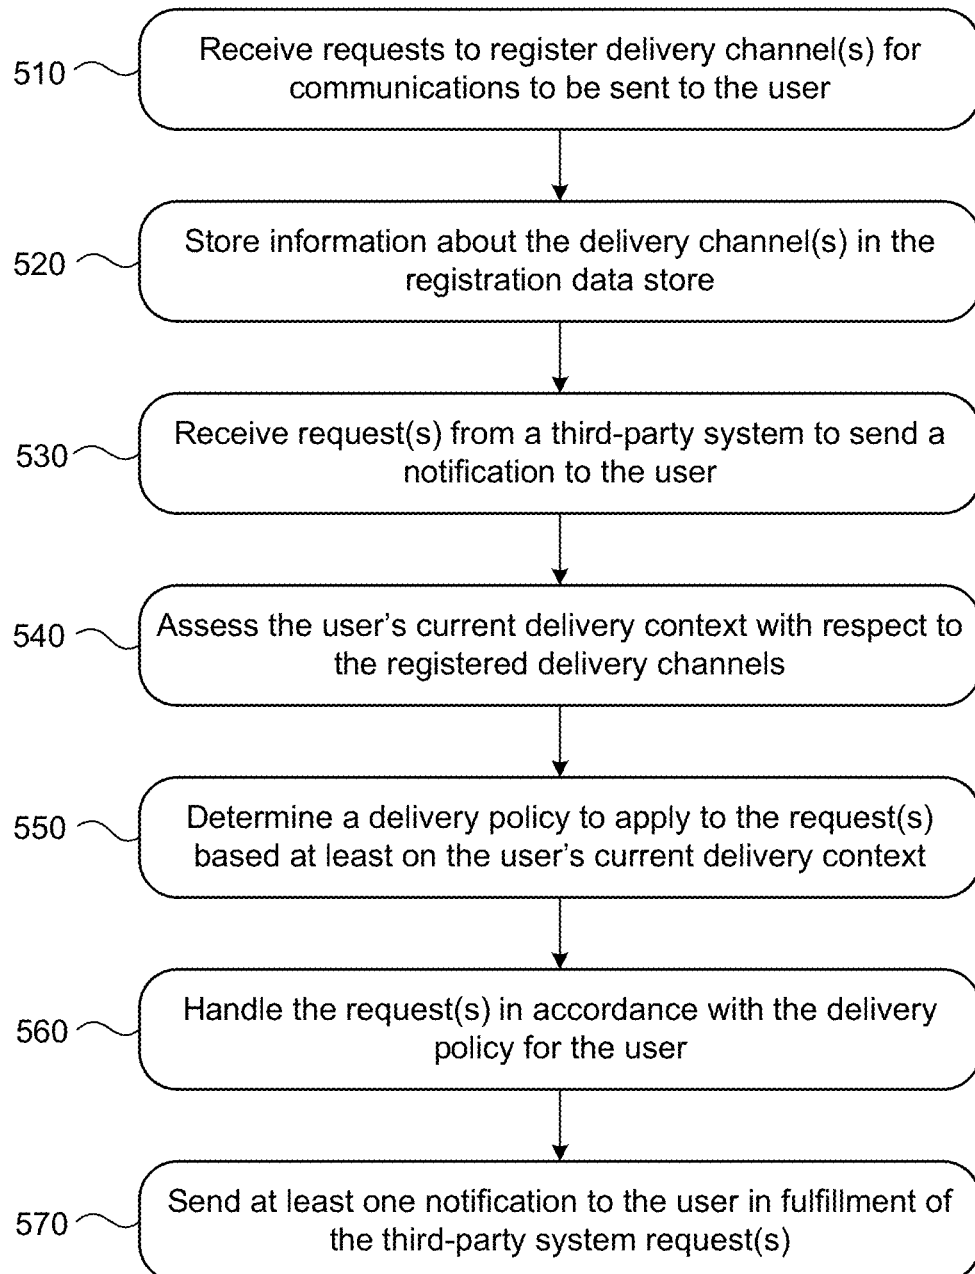 510
Receive requests to register delivery channel(s) for
communications to be sent to the user
520
Store information about the delivery channel(s) in the
registration data store
530
Receive request(s) from a third-party system to send a
notification to the user
540
Assess the user's current delivery context with respect to
the registered delivery channels
550
Determine a delivery policy to apply to the request(s)
based at least on the user's current delivery context
560
Handle the request(s) in accordance with the delivery
policy for the user
570
Send at least one notification to the user in fulfillment of
the third-party system request(s)